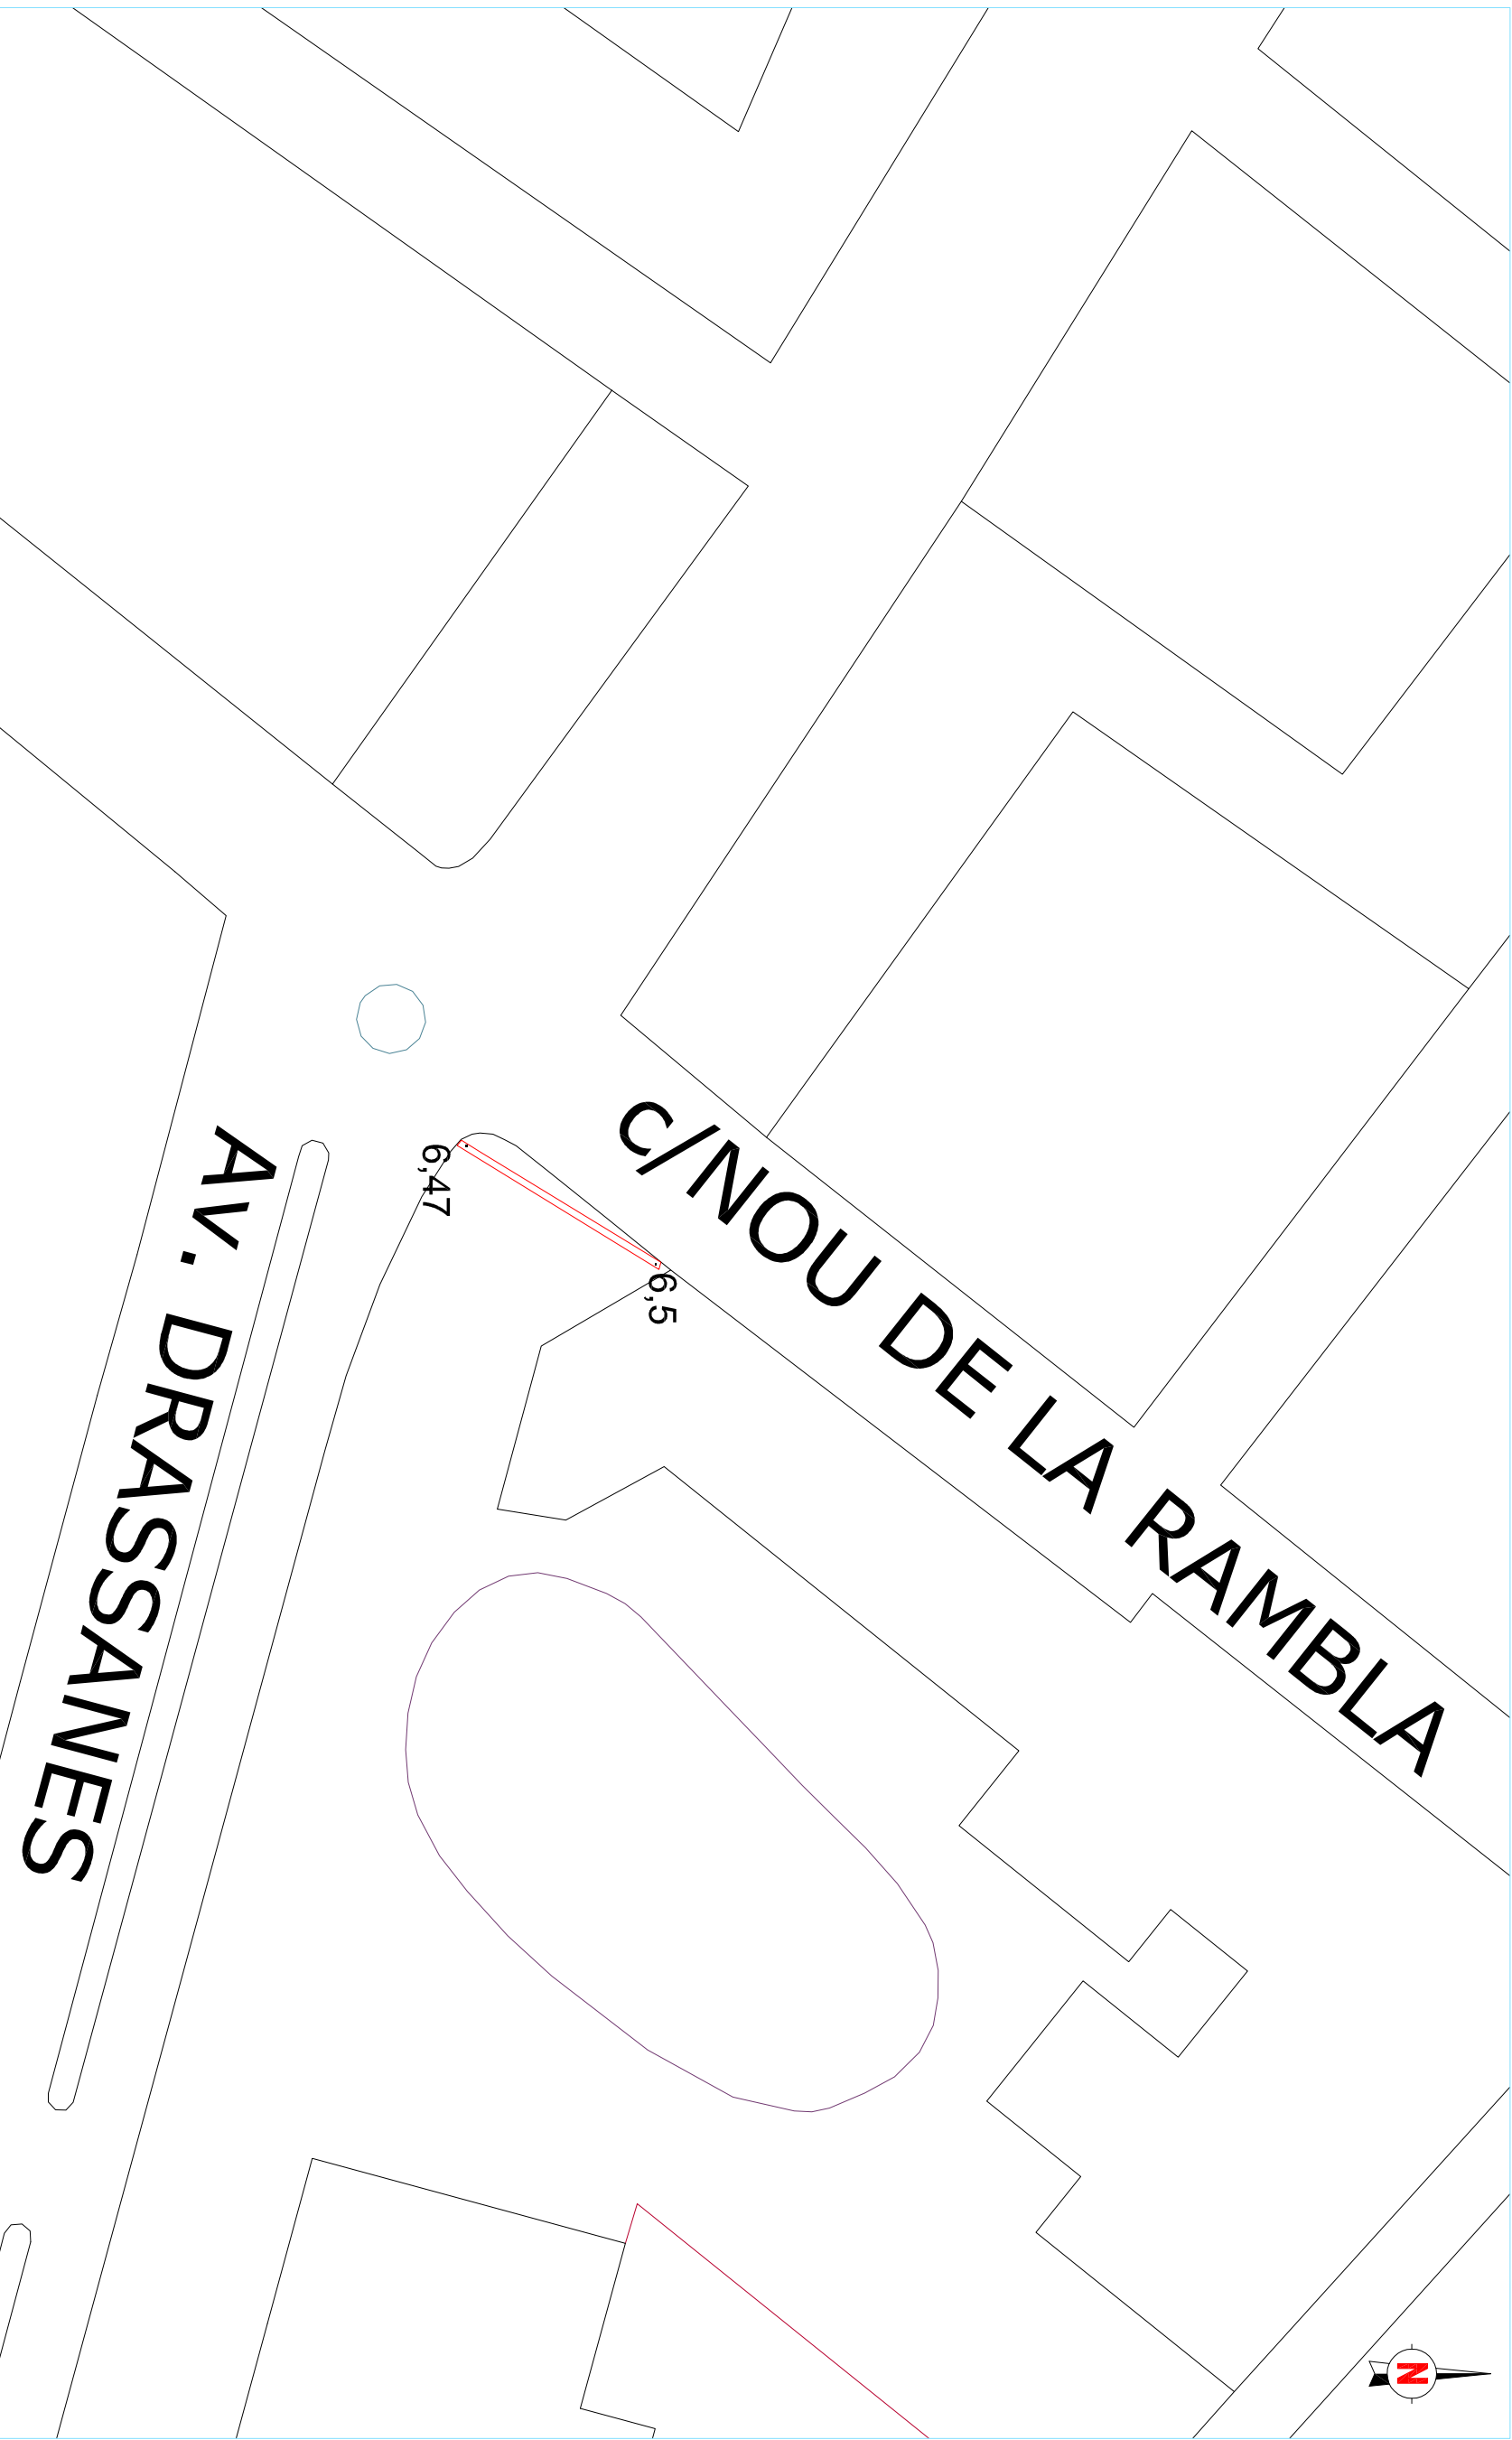 c/NOU DE LA RAMBLA
Av. DRASSANES
6,47
6,5
N